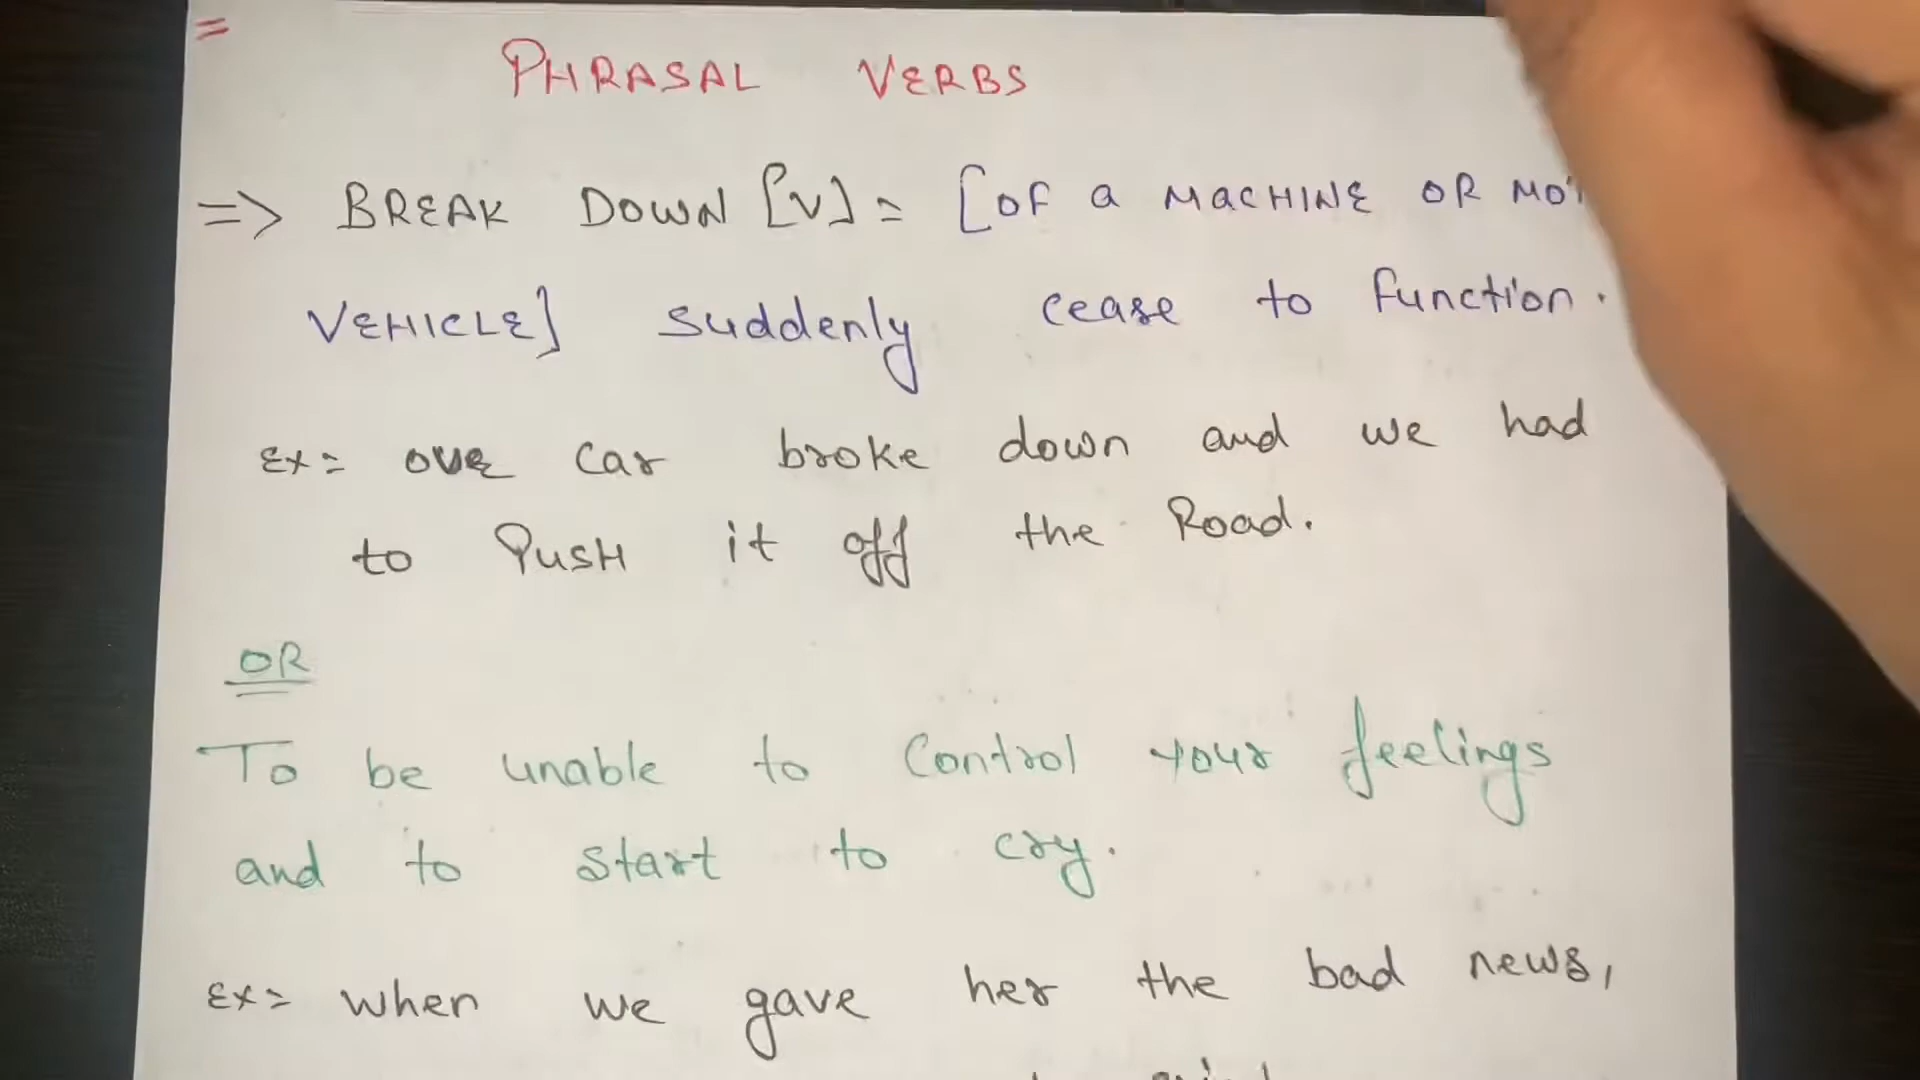 PHRASAL VERBS
=> BREAK DOWN [V] = [OF a MACHINE OR
VEHICLE] Suddenly cease to function.
Ex= OUR Car broke down and we had
to PUSH it off the Road.
OR
To be unable to Control your feelings
and to start to cry.
Ex= when we gave her the bad news,